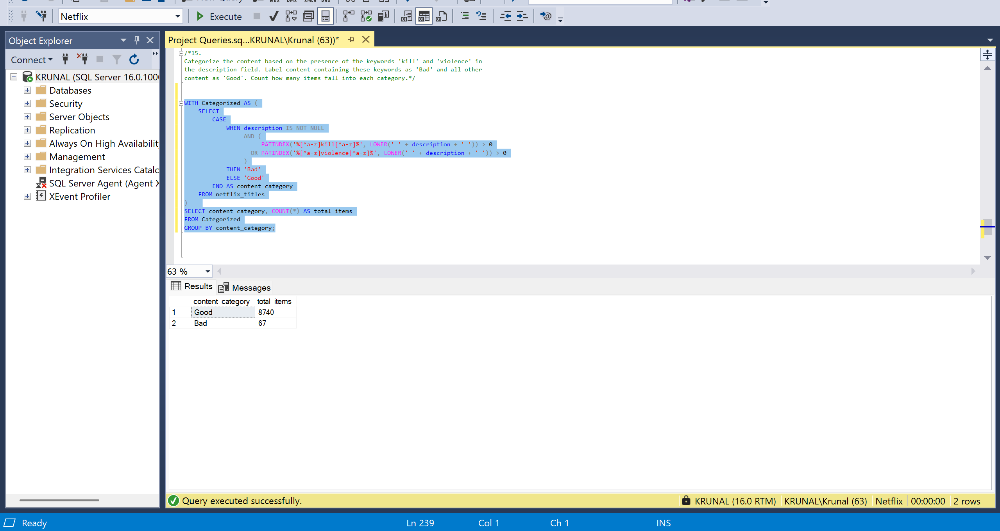 New Query MDX DMX XMLA DAX
Netflix Execute
Object Explorer
Connect
KRUNAL (SQL Server 16.0.100
Databases
Security
Server Objects
Replication
Always On High Availabilit
Management
Integration Services Catalo
SQL Server Agent (Agent X
XEvent Profiler
Project Queries.sq...KRUNAL\Krunal (63))*
/*15.
Categorize the content based on the presence of the keywords 'kill' and 'violence' in
the description field. Label content containing these keywords as 'Bad' and all other
content as 'Good'. Count how many items fall into each category.*/
WITH Categorized AS (
SELECT
CASE
WHEN description IS NOT NULL
AND (
PATINDEX('%[^a-z]kill[^a-z]%', LOWER(' ' + description + ' ')) > 0
OR PATINDEX('%[^a-z]violence[^a-z]%', LOWER(' ' + description + ' ')) > 0
)
THEN 'Bad'
ELSE 'Good'
END AS content_category
FROM netflix_titles
)
SELECT content_category, COUNT(*) AS total_items
FROM Categorized
GROUP BY content_category;
63 %
Results Messages
content_category total_items
1 Good 8740
2 Bad 67
Query executed successfully. KRUNAL (16.0 RTM) KRUNAL\Krunal (63) Netflix 00:00:00 2 rows
Ready Ln 239 Col 1 Ch 1 INS